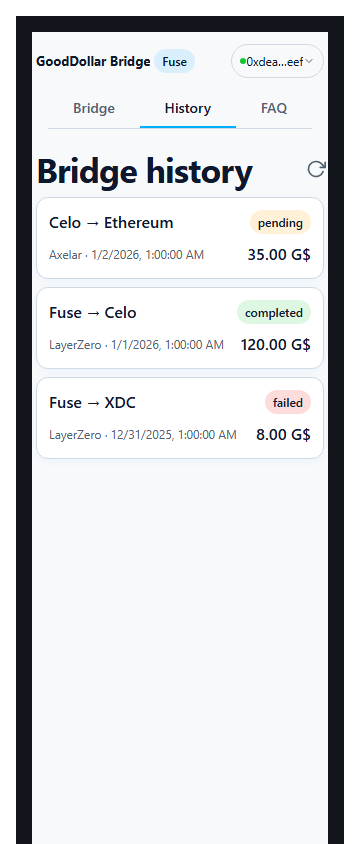 GoodDollar Bridge Fuse 0xdea...eef
Bridge History FAQ
Bridge history
Celo → Ethereum pending
Axelar · 1/2/2026, 1:00:00 AM 35.00 G$
Fuse → Celo completed
LayerZero · 1/1/2026, 1:00:00 AM 120.00 G$
Fuse → XDC failed
LayerZero · 12/31/2025, 1:00:00 AM 8.00 G$